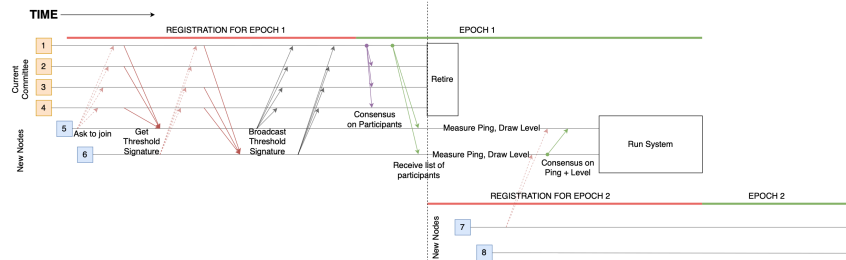 TIME
REGISTRATION FOR EPOCH 1
EPOCH 1
Current
Committee
1
2
3
4
Retire
Consensus
on Participants
New Nodes
5
6
Ask to join
Get
Threshold
Signature
Broadcast
Threshold
Signature
Receive list of
participants
Measure Ping, Draw Level
Measure Ping, Draw Level
Consensus on
Ping + Level
Run System
REGISTRATION FOR EPOCH 2
EPOCH 2
New Nodes
7
8